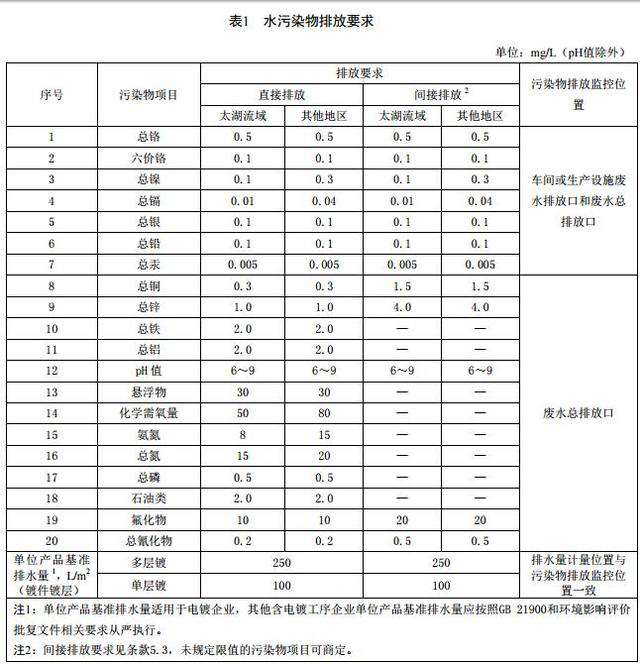 表1 水污染物排放要求
单位：mg/L（pH值除外）
序号 污染物项目 排放要求 污染物排放监控位置
直接排放 间接排放2
太湖流域 其他地区 太湖流域 其他地区
1 总铬 0.5 0.5 0.5 0.5 车间或生产设施废水排放口和废水总排放口
2 六价铬 0.1 0.1 0.1 0.1
3 总镍 0.1 0.3 0.1 0.3
4 总镉 0.01 0.04 0.01 0.04
5 总银 0.1 0.1 0.1 0.1
6 总铅 0.1 0.1 0.1 0.1
7 总汞 0.005 0.005 0.005 0.005
8 总铜 0.3 0.3 1.5 1.5 废水总排放口
9 总锌 1.0 1.0 4.0 4.0
10 总铁 2.0 2.0 — —
11 总铝 2.0 2.0 — —
12 pH值 6～9 6～9 6～9 6～9
13 悬浮物 30 30 — —
14 化学需氧量 50 80 — —
15 氨氮 8 15 — —
16 总氮 15 20 — —
17 总磷 0.5 0.5 — —
18 石油类 2.0 2.0 — —
19 氟化物 10 10 20 20
20 总氰化物 0.2 0.2 0.5 0.5
单位产品基准排水量1，L/m2（镀件镀层） 多层镀 250 250 排水量计量位置与污染物排放监控位置一致
单层镀 100 100
注1：单位产品基准排水量适用于电镀企业，其他含电镀工序企业单位产品基准排水量应按照GB 21900和环境影响评价
批复文件相关要求从严执行。
注2：间接排放要求见条款5.3，未规定限值的污染物项目可商定。